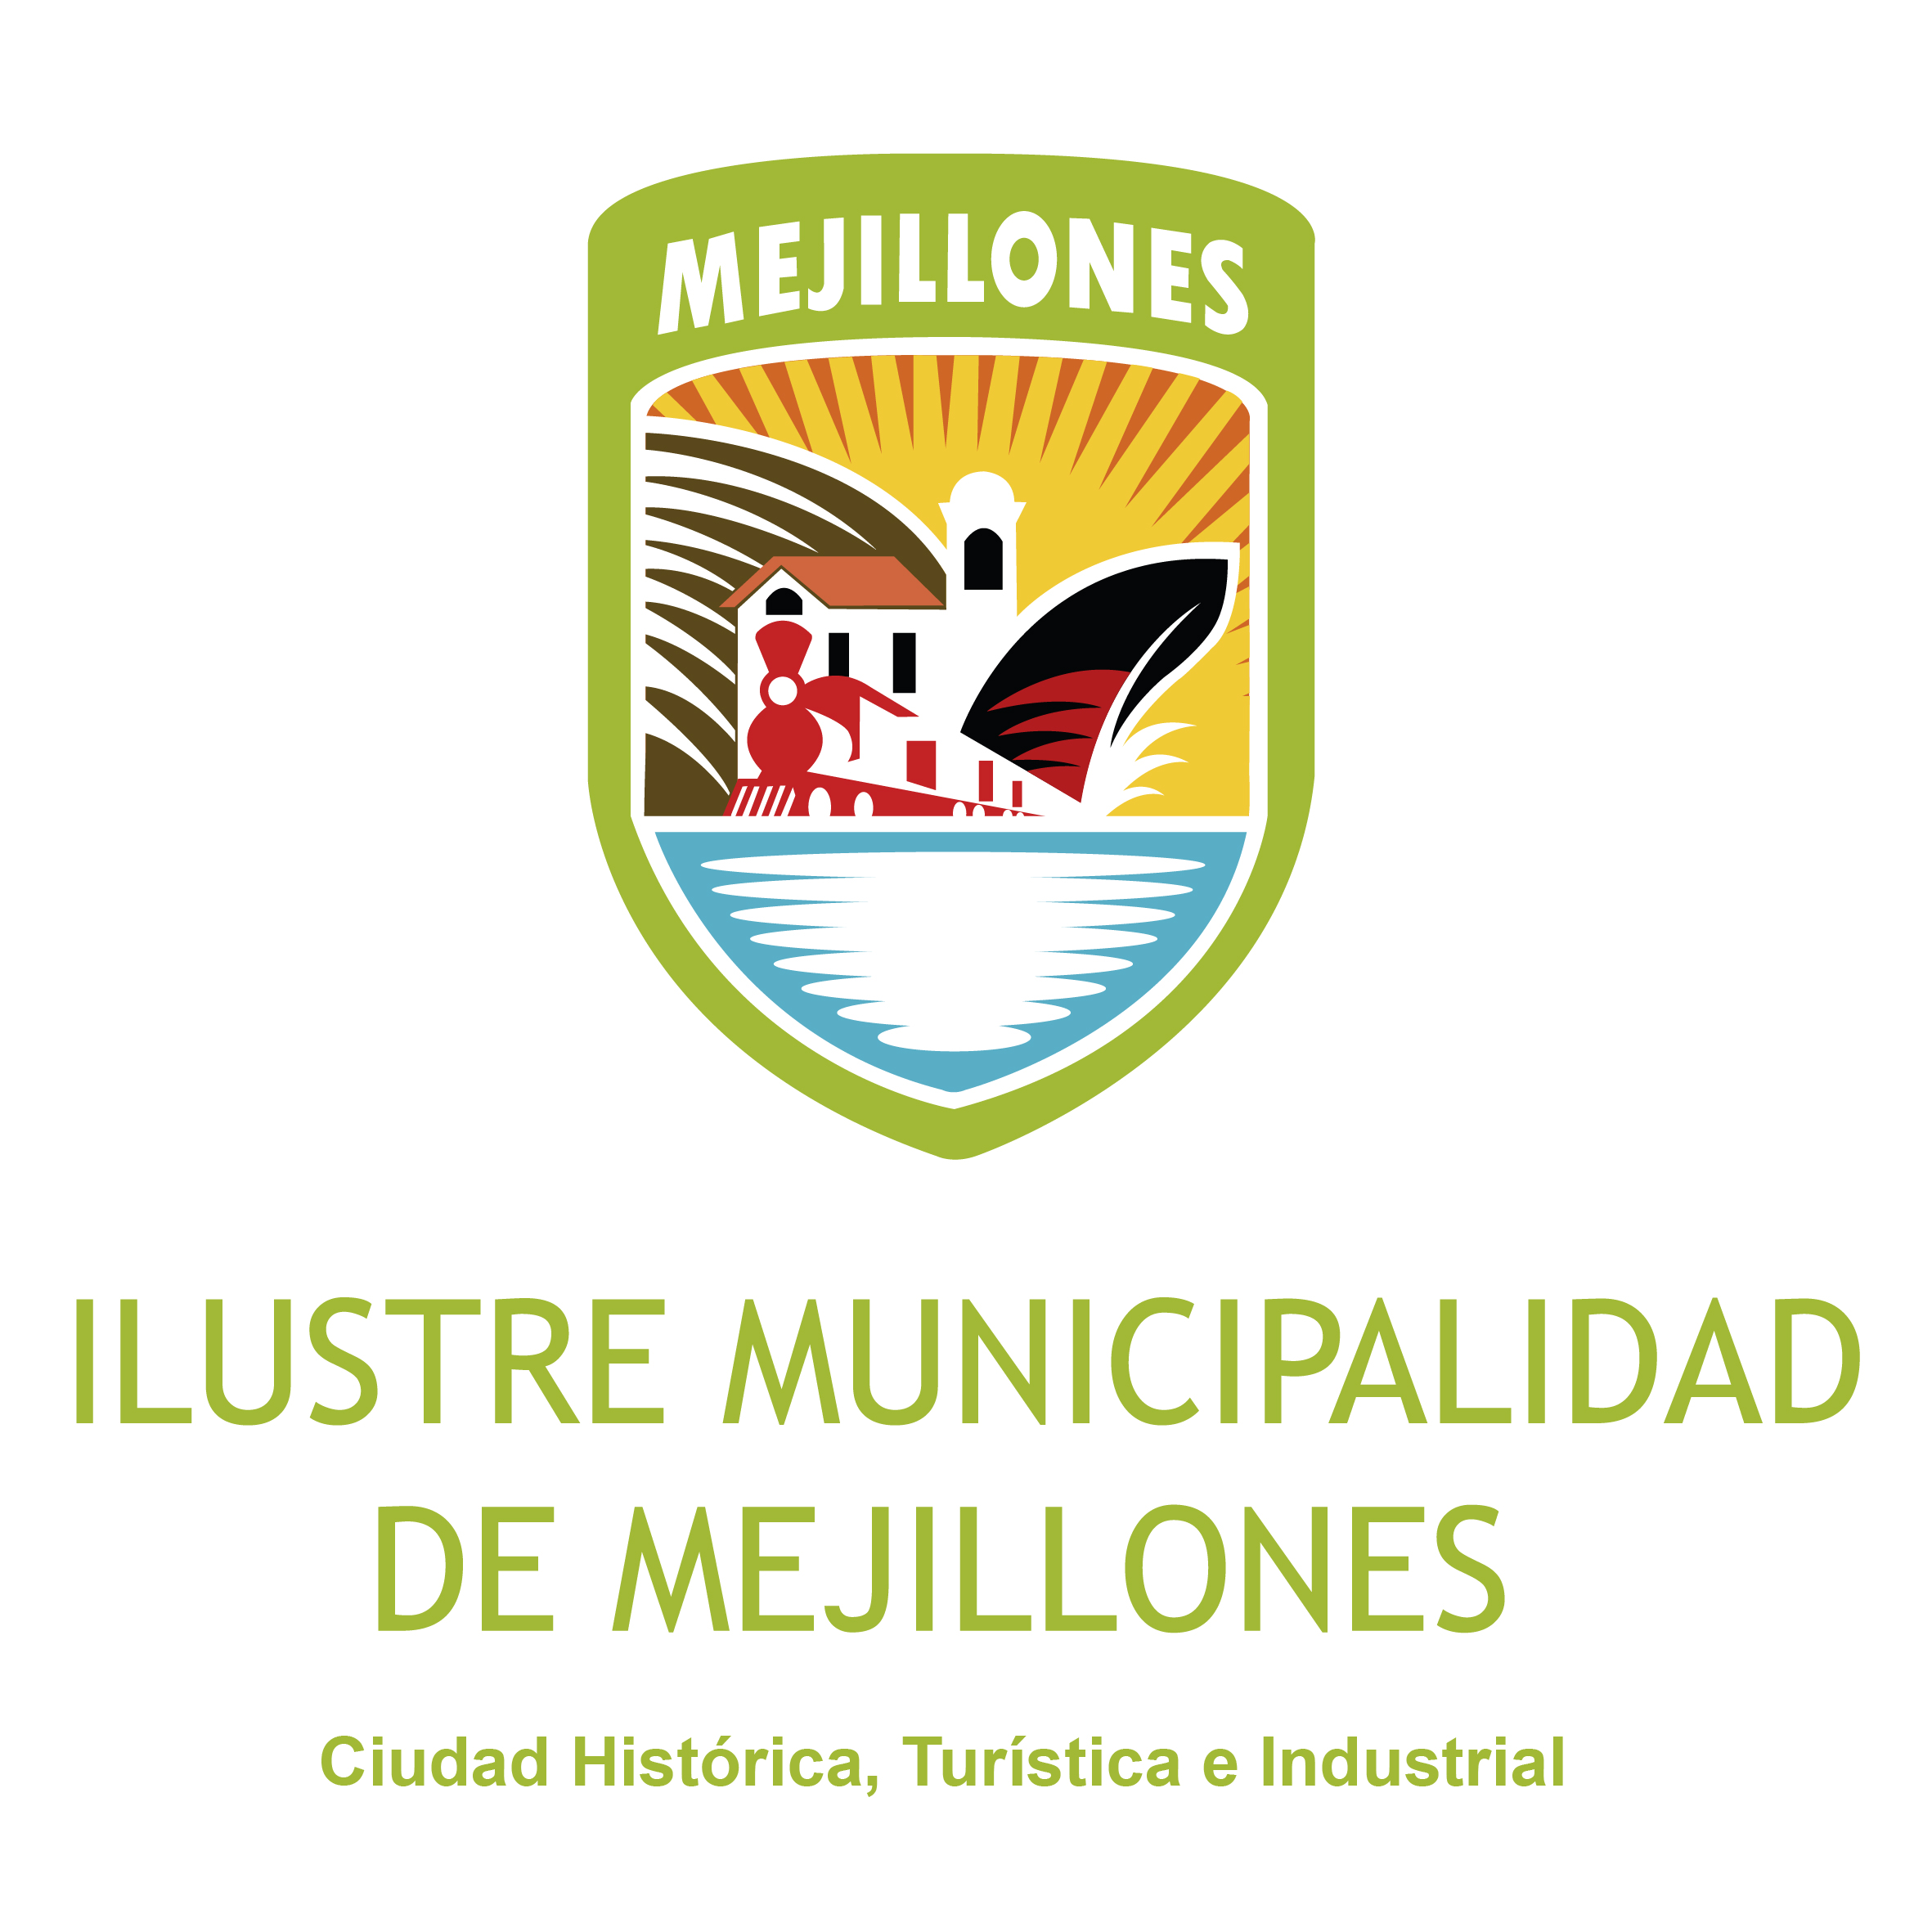 MEJILLONES
ILUSTRE MUNICIPALIDAD
DE MEJILLONES
Ciudad Histórica, Turística e Industrial